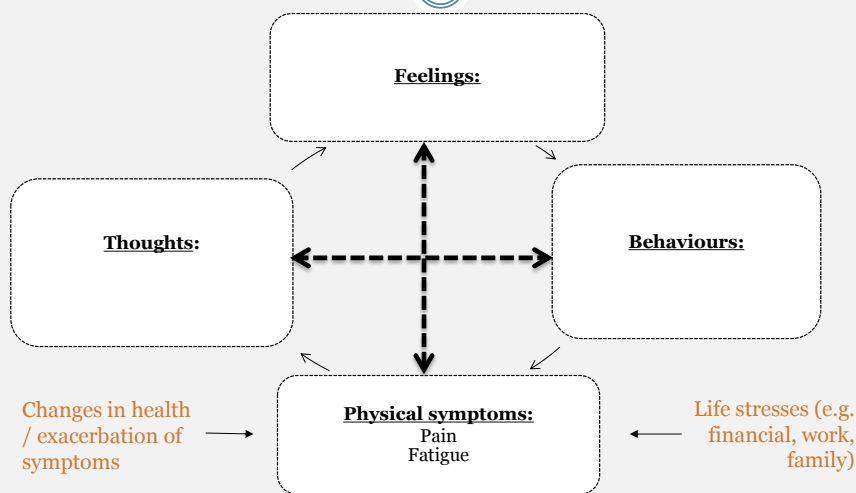 Feelings:
Thoughts:
Behaviours:
Changes in health
/ exacerbation of
symptoms
Physical symptoms:
Pain
Fatigue
Life stresses (e.g.
financial, work,
family)